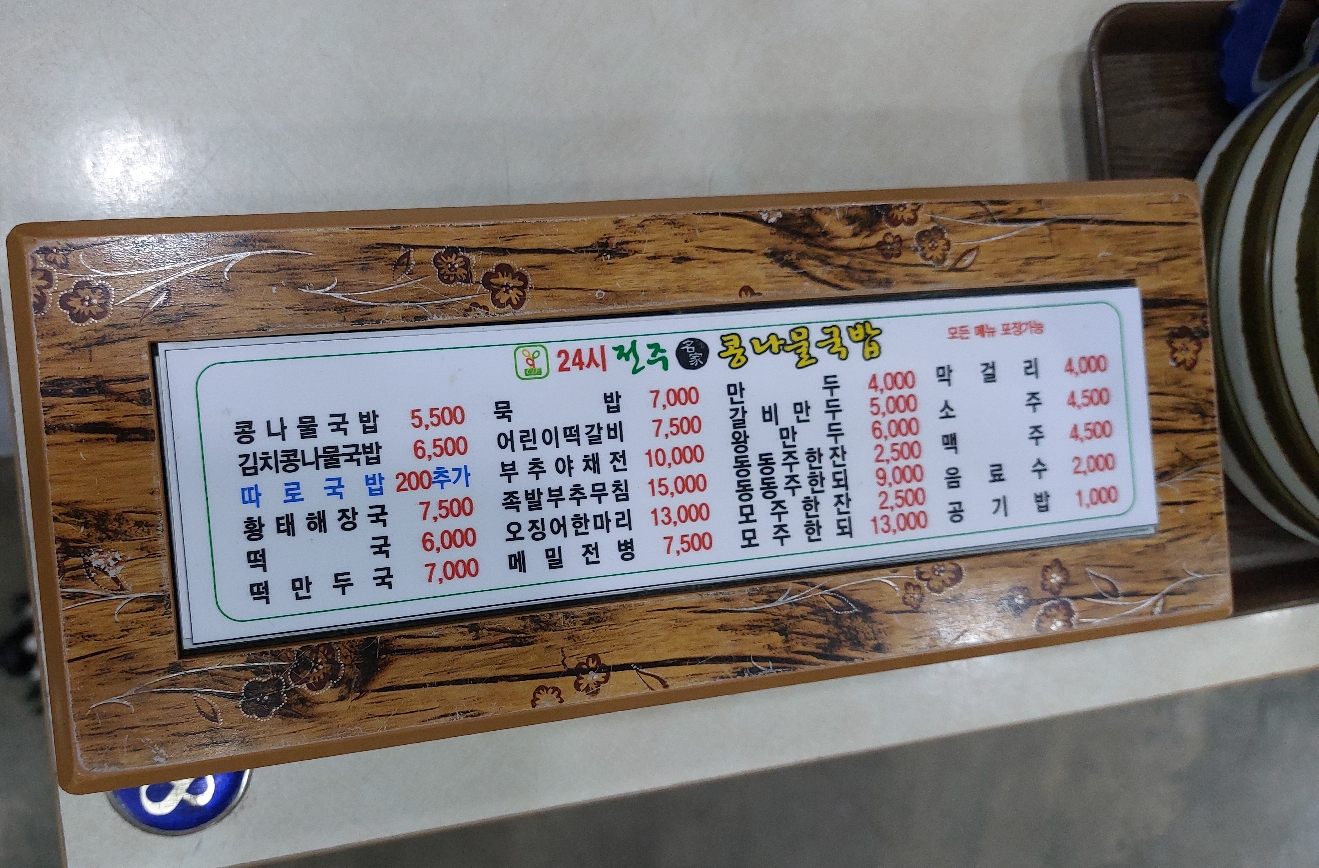 24시 전주 名家 콩나물국밥
모든 메뉴 포장가능
콩나물국밥 5,500
김치콩나물국밥 6,500
따로국밥 200추가
황태해장국 7,500
떡국 6,000
떡만두국 7,000
묵밥 7,000
어린이떡갈비 7,500
부추야채전 10,000
족발부추무침 15,000
오징어한마리 13,000
메밀전병 7,500
만두 4,000
갈비만두 5,000
왕만두 6,000
동동주한잔 2,500
동동주한되 9,000
모주한잔 2,500
모주한되 13,000
막걸리 4,000
소주 4,500
맥주 4,500
음료수 2,000
공기밥 1,000
8